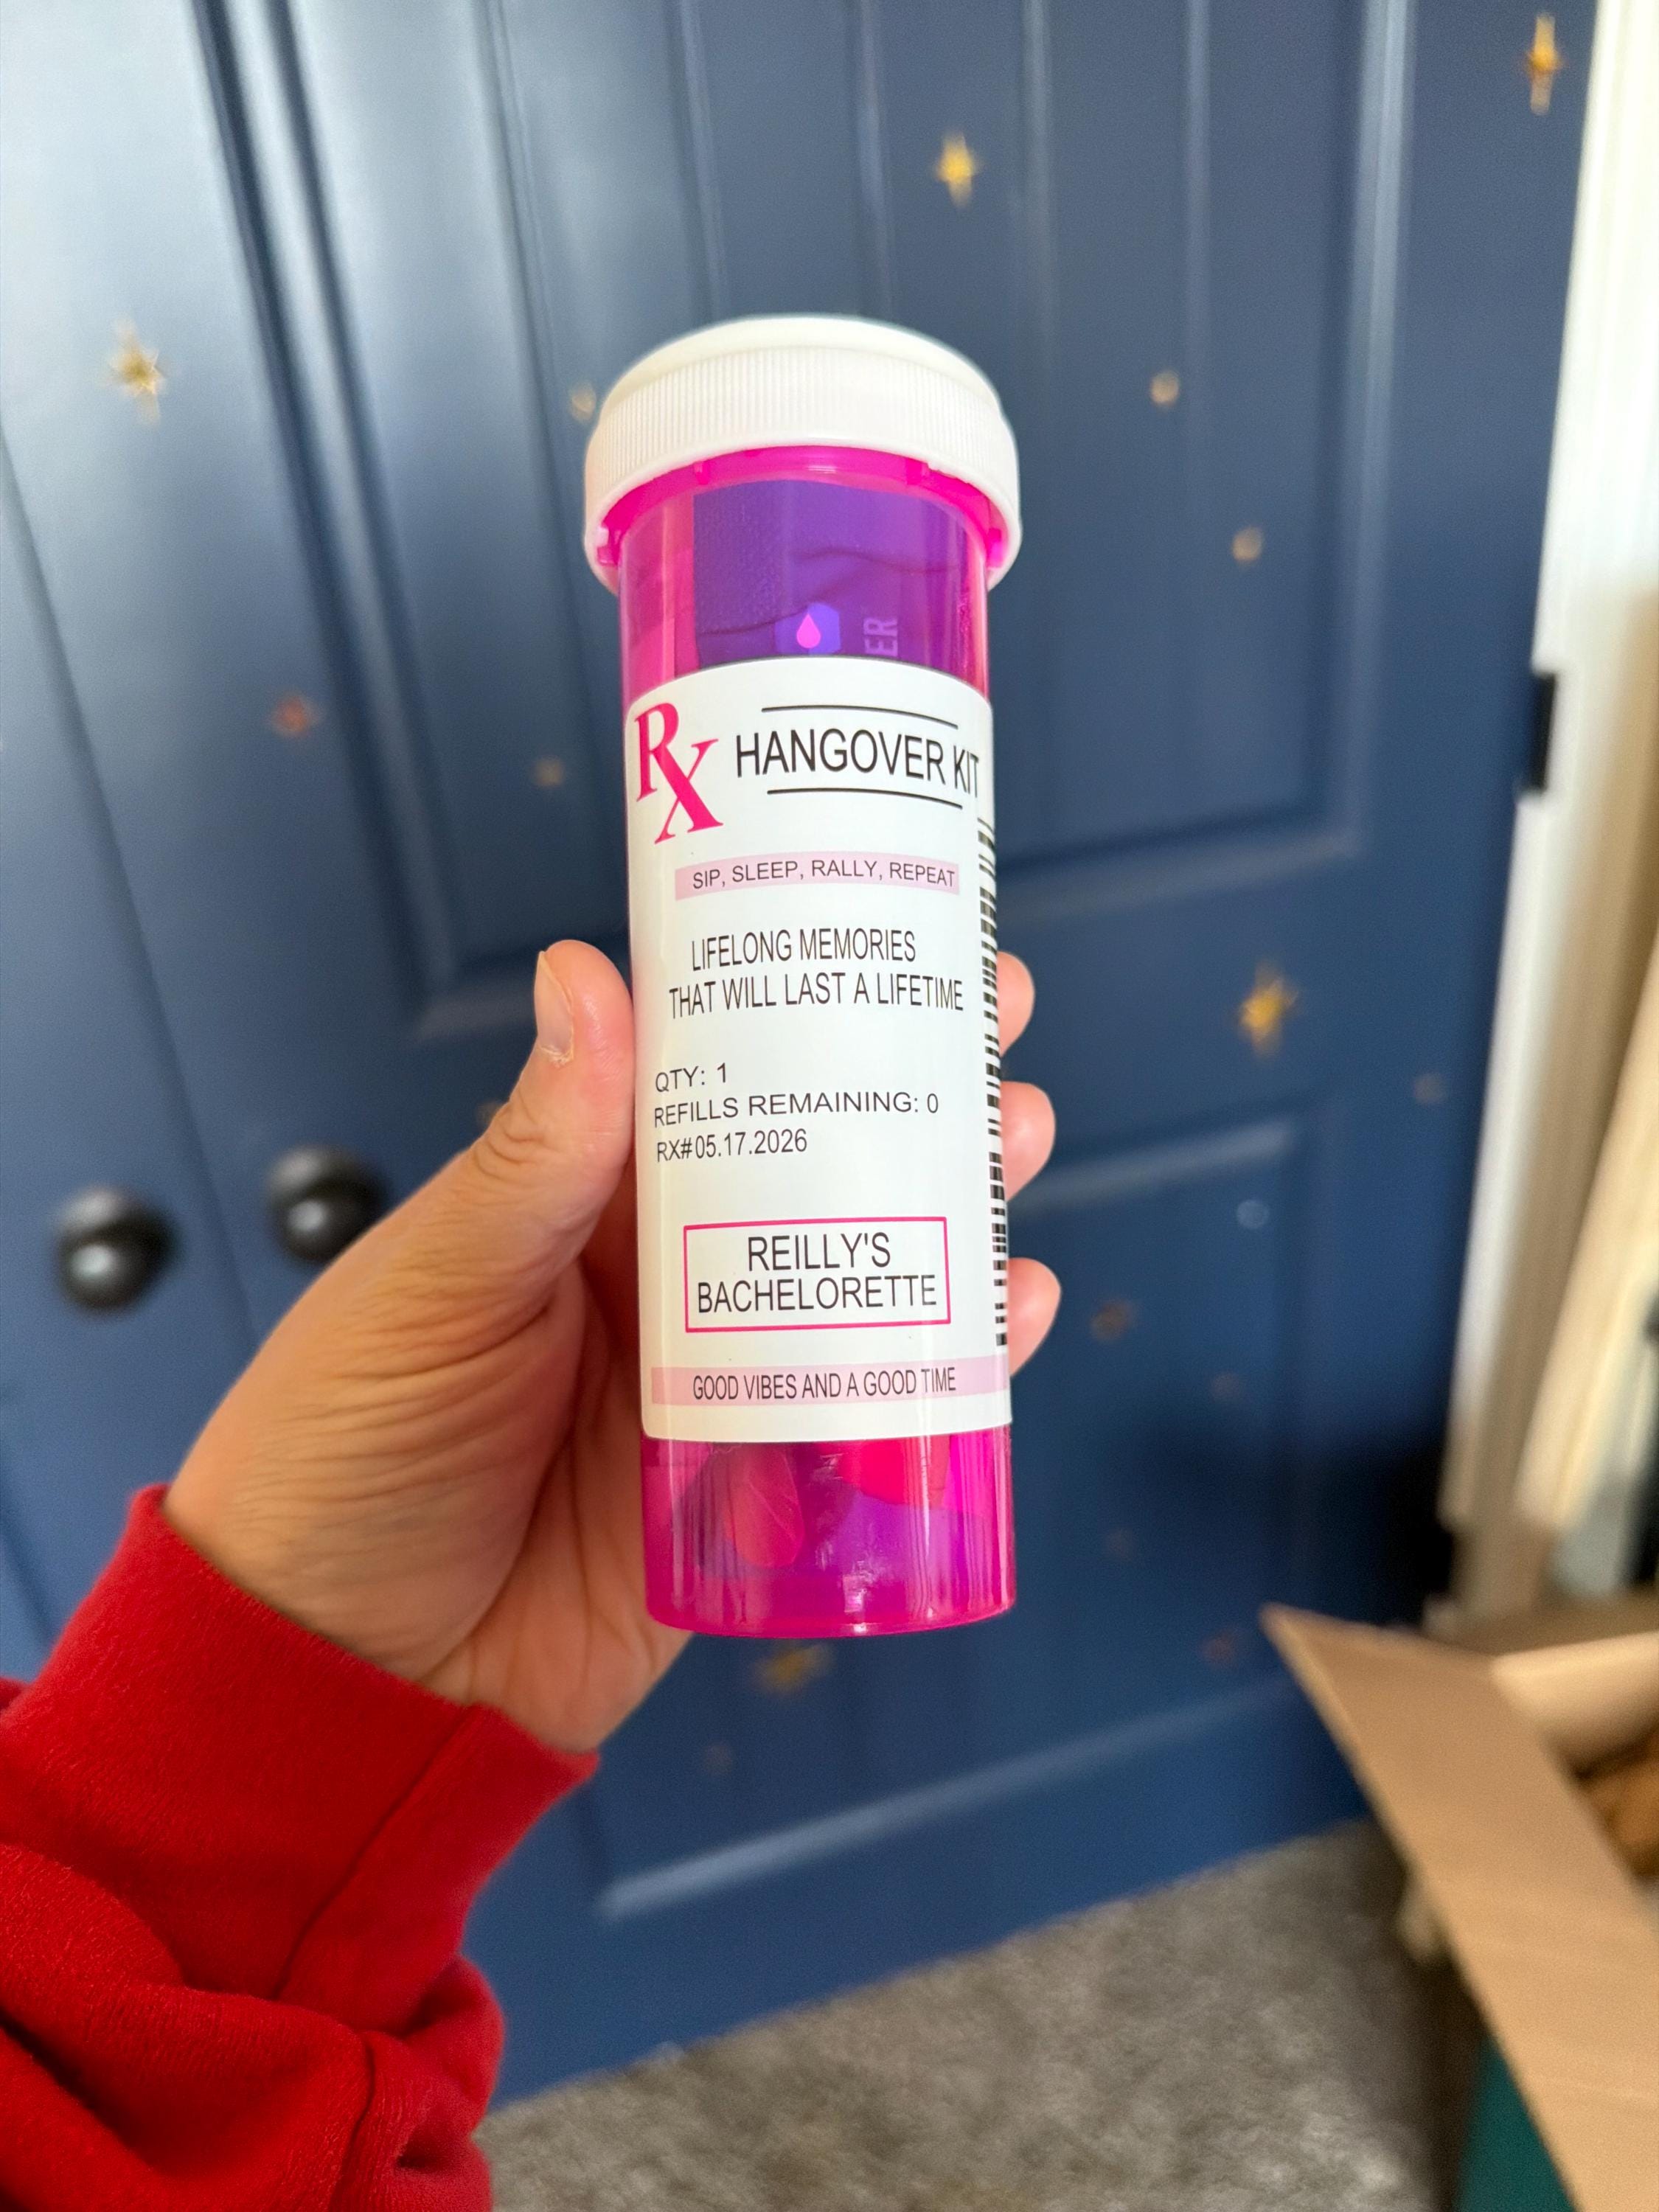 ER
RX HANGOVER KIT
SIP, SLEEP, RALLY, REPEAT
LIFELONG MEMORIES
THAT WILL LAST A LIFETIME
QTY: 1
REFILLS REMAINING: 0
RX# 05.17.2026
REILLY'S
BACHELORETTE
GOOD VIBES AND A GOOD TIME